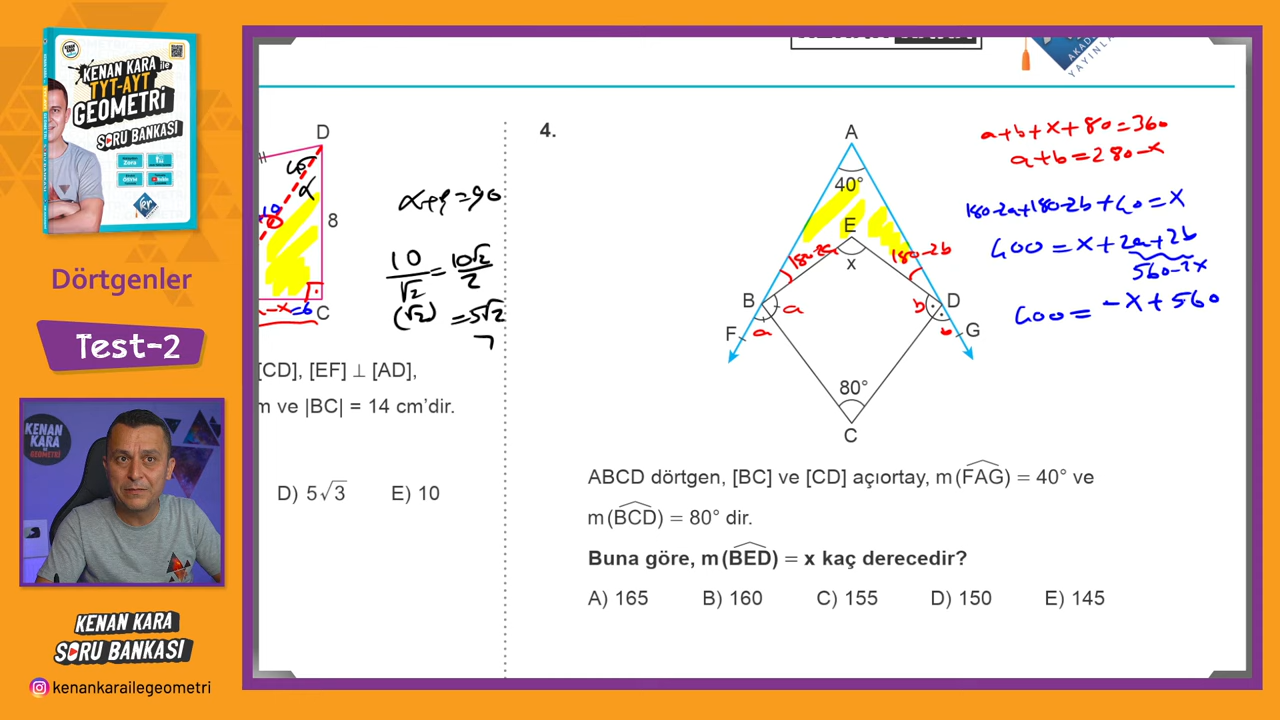 KENAN KARA ile
TYT-AYT
GEOMETRİ
SORU BANKASI
Dörtgenler
Test-2
KENAN
KARA
GEOMETRİ
KENAN KARA
SORU BANKASI
kenankarailegeometri
AKADEMİ
YAYINLARI
D
α
8
C
-x=6
α+φ=90
10/√2=10√2/2
(√2) =5√2
[CD], [EF] ⊥ [AD],
m ve |BC| = 14 cm’dir.
D) 5√3 E) 10
4.
A
40°
E
180-2a 180-2b
x
B a b D
F a b G
80°
C
a+b+x+80=360
a+b=280-x
180-2a+180-2b+40=x
400=x+2a+2b
560-2x
400=-x+560
ABCD dörtgen, [BC] ve [CD] açıortay, m(FAG) = 40° ve
m(BCD) = 80° dir.
Buna göre, m(BED) = x kaç derecedir?
A) 165 B) 160 C) 155 D) 150 E) 145